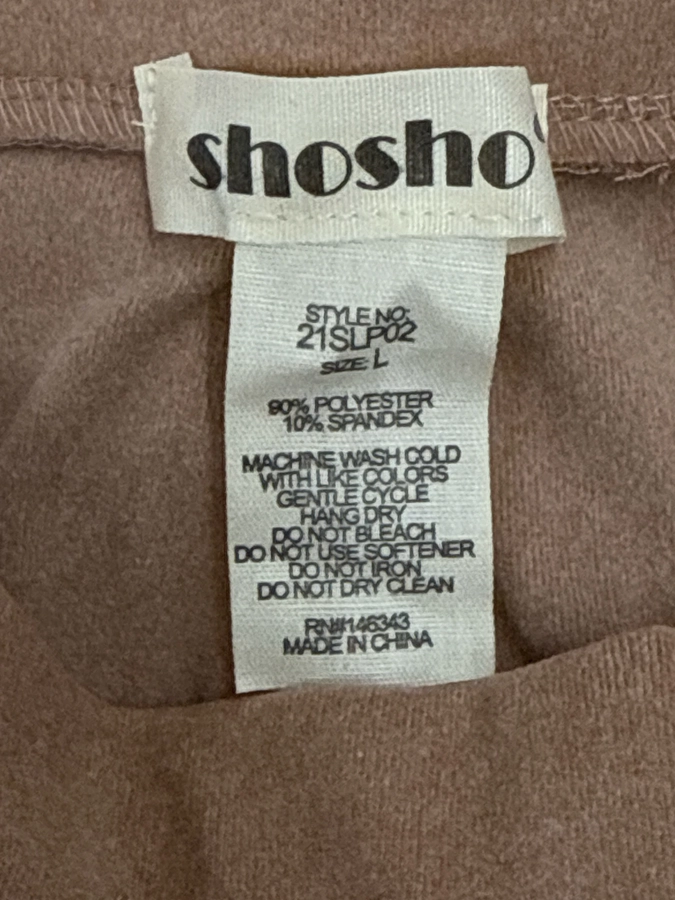 shosho
STYLE NO:
21SLP02
SIZE: L
90% POLYESTER
10% SPANDEX
MACHINE WASH COLD
WITH LIKE COLORS
GENTLE CYCLE
HANG DRY
DO NOT BLEACH
DO NOT USE SOFTENER
DO NOT IRON
DO NOT DRY CLEAN
RN#146343
MADE IN CHINA